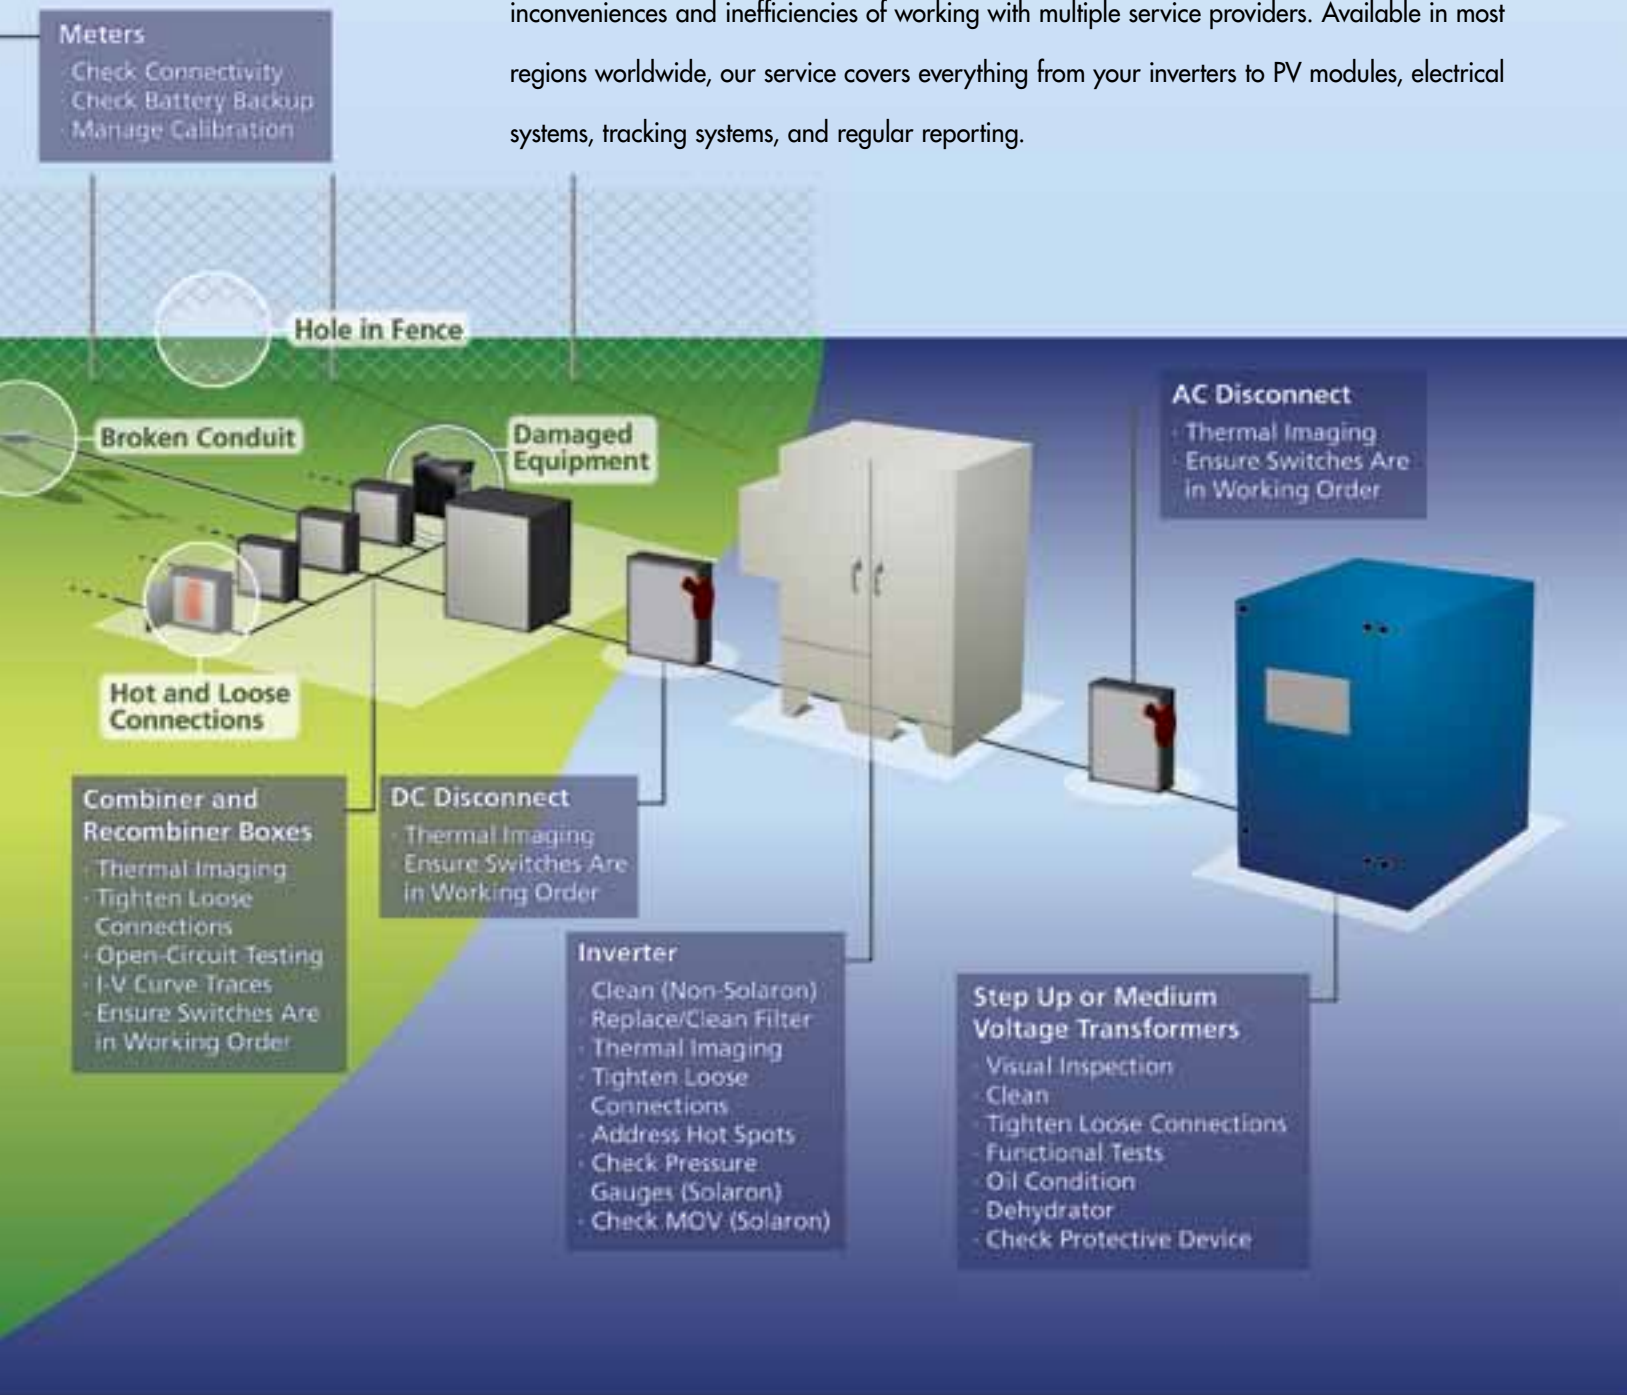 inconveniences and inefficiencies of working with multiple service providers. Available in most
regions worldwide, our service covers everything from your inverters to PV modules, electrical
systems, tracking systems, and regular reporting.
Meters
· Check Connectivity
· Check Battery Backup
· Manage Calibration
Hole in Fence
Broken Conduit
Damaged
Equipment
AC Disconnect
· Thermal Imaging
· Ensure Switches Are
in Working Order
Hot and Loose
Connections
Combiner and
Recombiner Boxes
· Thermal Imaging
· Tighten Loose
Connections
· Open-Circuit Testing
· I-V Curve Traces
· Ensure Switches Are
in Working Order
DC Disconnect
· Thermal Imaging
· Ensure Switches Are
in Working Order
Inverter
· Clean (Non-Solaron)
· Replace/Clean Filter
· Thermal Imaging
· Tighten Loose
Connections
· Address Hot Spots
· Check Pressure
Gauges (Solaron)
· Check MOV (Solaron)
Step Up or Medium
Voltage Transformers
· Visual Inspection
· Clean
· Tighten Loose Connections
· Functional Tests
· Oil Condition
· Dehydrator
· Check Protective Device